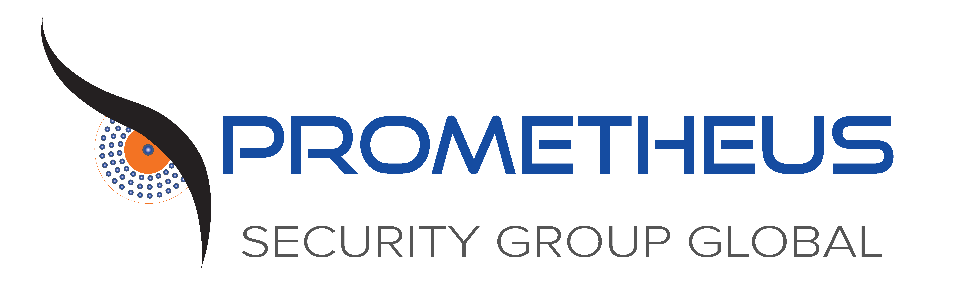 PROMETHEUS
SECURITY GROUP GLOBAL